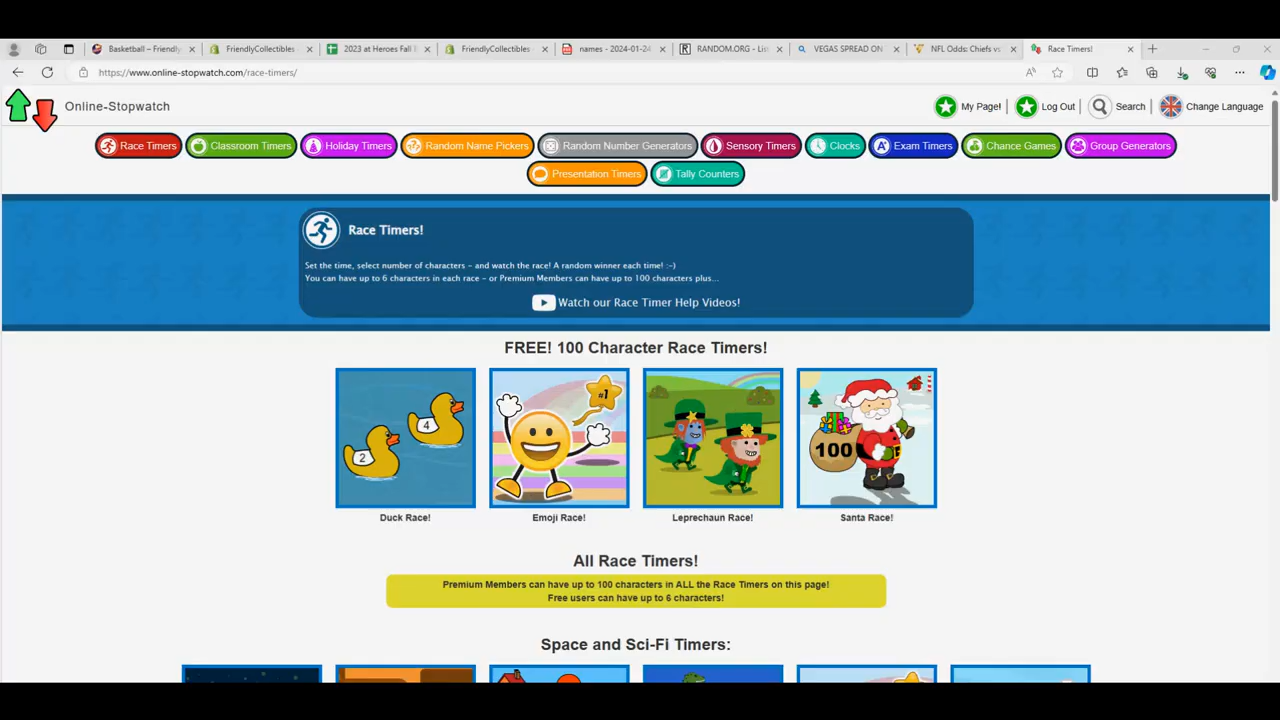 Basketball – Friendly
FriendlyCollectibles
2023 at Heroes Fall
FriendlyCollectibles
names - 2024-01-24
RANDOM.ORG - Lis
VEGAS SPREAD ON
NFL Odds: Chiefs vs
Race Timers!
https://www.online-stopwatch.com/race-timers/
Online-Stopwatch
My Page!
Log Out
Search
Change Language
Race Timers
Classroom Timers
Holiday Timers
Random Name Pickers
Random Number Generators
Sensory Timers
Clocks
Exam Timers
Chance Games
Group Generators
Presentation Timers
Tally Counters
Race Timers!
Set the time, select number of characters – and watch the race! A random winner each time! :-)
You can have up to 6 characters in each race – or Premium Members can have up to 100 characters plus...
Watch our Race Timer Help Videos!
FREE! 100 Character Race Timers!
2
4
#1
100
Duck Race!
Emoji Race!
Leprechaun Race!
Santa Race!
All Race Timers!
Premium Members can have up to 100 characters in ALL the Race Timers on this page!
Free users can have up to 6 characters!
Space and Sci-Fi Timers: